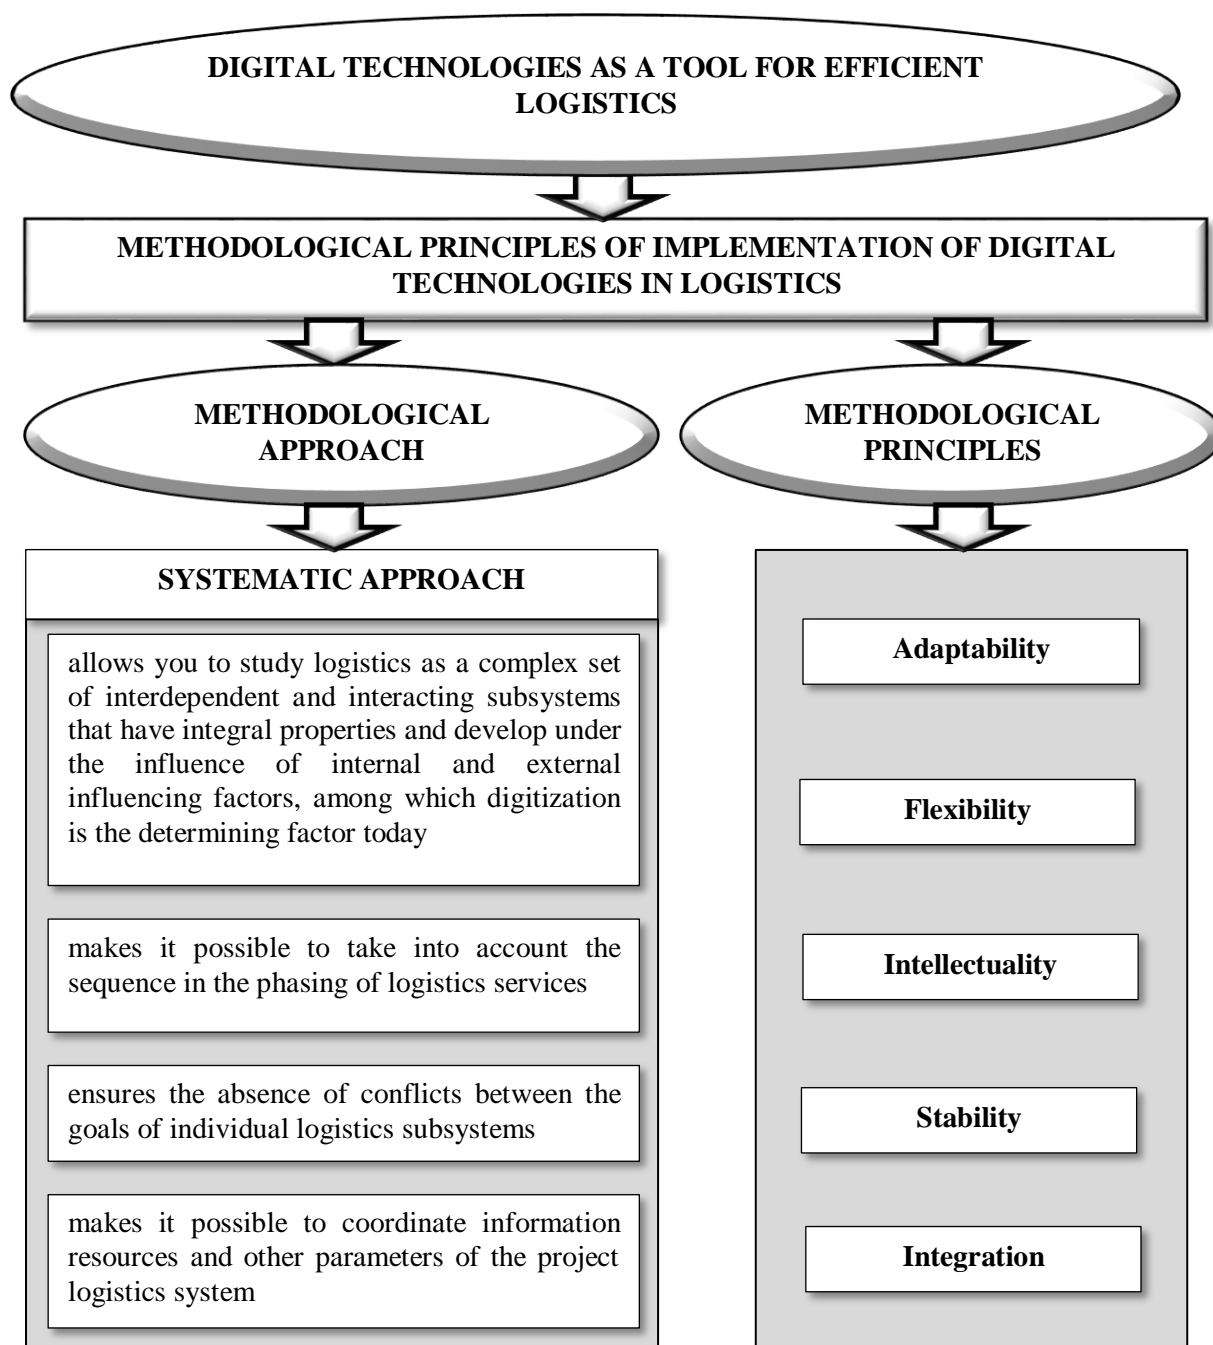 DIGITAL TECHNOLOGIES AS A TOOL FOR EFFICIENT
LOGISTICS
METHODOLOGICAL PRINCIPLES OF IMPLEMENTATION OF DIGITAL
TECHNOLOGIES IN LOGISTICS
METHODOLOGICAL
APPROACH
METHODOLOGICAL
PRINCIPLES
SYSTEMATIC APPROACH
allows you to study logistics as a complex set
of interdependent and interacting subsystems
that have integral properties and develop under
the influence of internal and external
influencing factors, among which digitization
is the determining factor today
makes it possible to take into account the
sequence in the phasing of logistics services
ensures the absence of conflicts between the
goals of individual logistics subsystems
makes it possible to coordinate information
resources and other parameters of the project
logistics system
Adaptability
Flexibility
Intellectuality
Stability
Integration